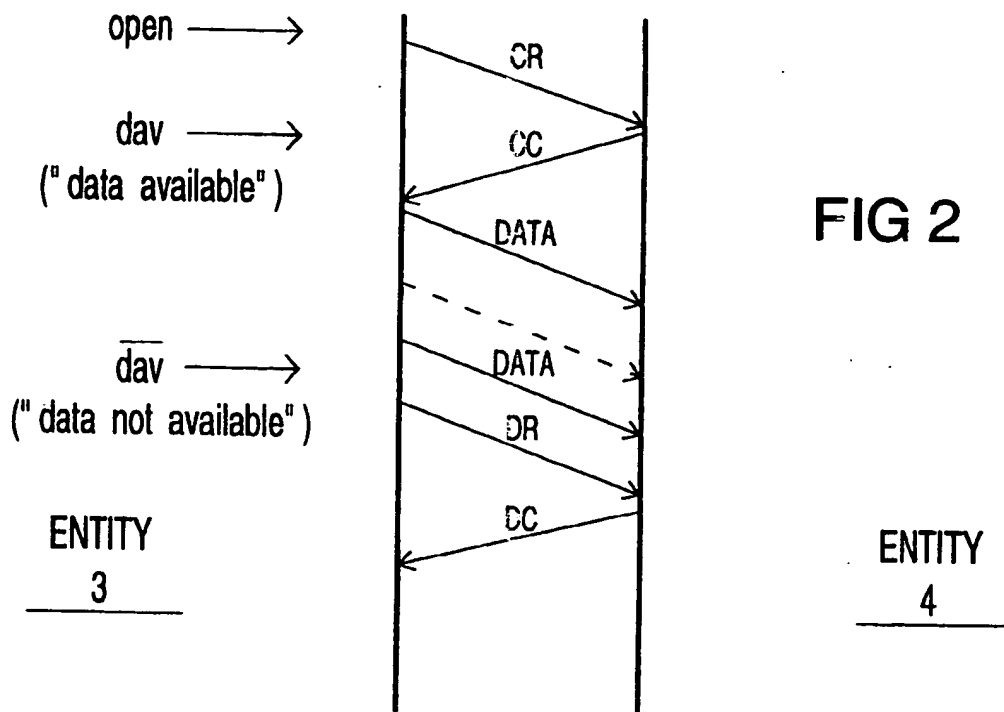 open
CR
dav
("data available")
CC
FIG 2
DATA
d̅a̅v̅
("data not available")
DATA
DR
DC
ENTITY
3
ENTITY
4